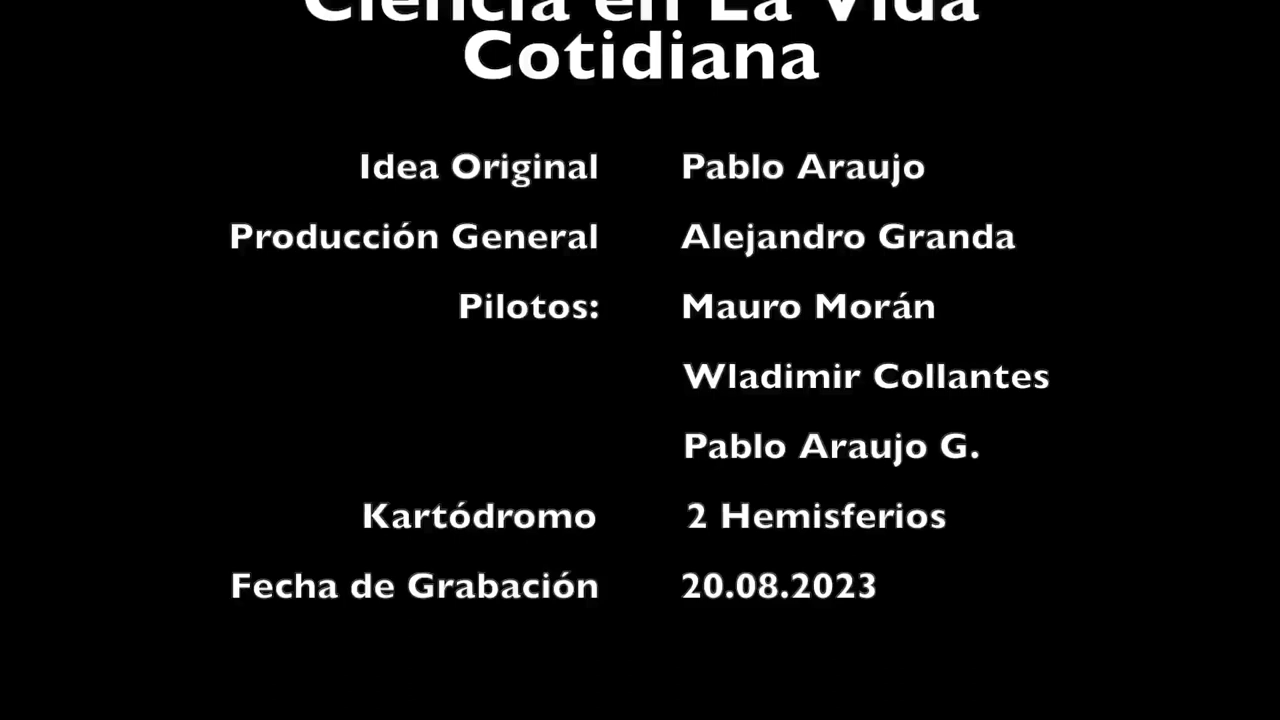 Ciencia en La Vida
Cotidiana
Idea Original Pablo Araujo
Producción General Alejandro Granda
Pilotos: Mauro Morán
Wladimir Collantes
Pablo Araujo G.
Kartódromo 2 Hemisferios
Fecha de Grabación 20.08.2023